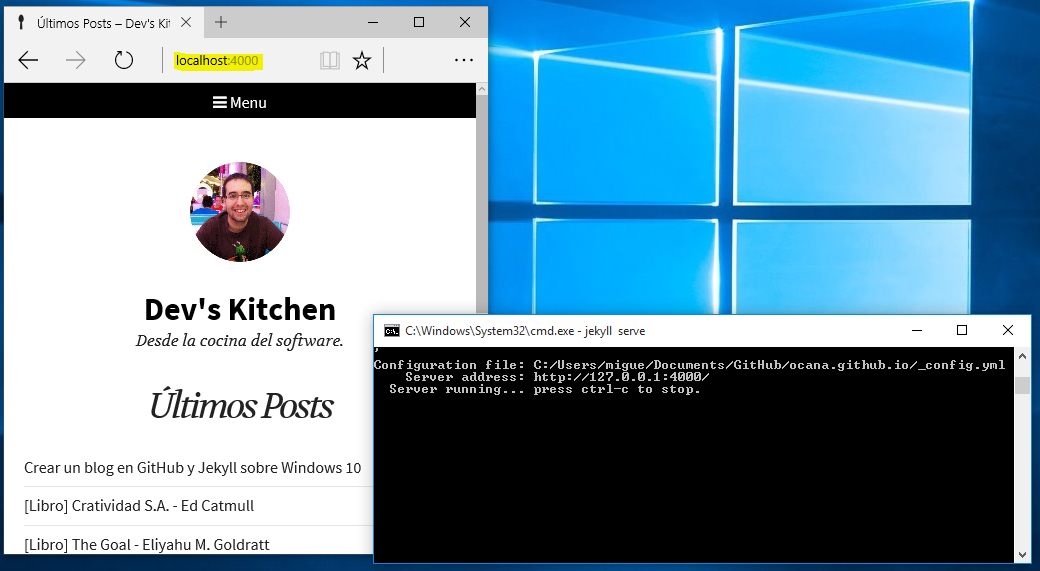 Últimos Posts – Dev's Kit
localhost:4000
Menu
Dev's Kitchen
Desde la cocina del software.
Últimos Posts
Crear un blog en GitHub y Jekyll sobre Windows 10
[Libro] Cratividad S.A. - Ed Catmull
[Libro] The Goal - Eliyahu M. Goldratt
C:\Windows\System32\cmd.exe - jekyll serve
Configuration file: C:/Users/migue/Documents/GitHub/ocana.github.io/_config.yml
Server address: http://127.0.0.1:4000/
Server running... press ctrl-c to stop.